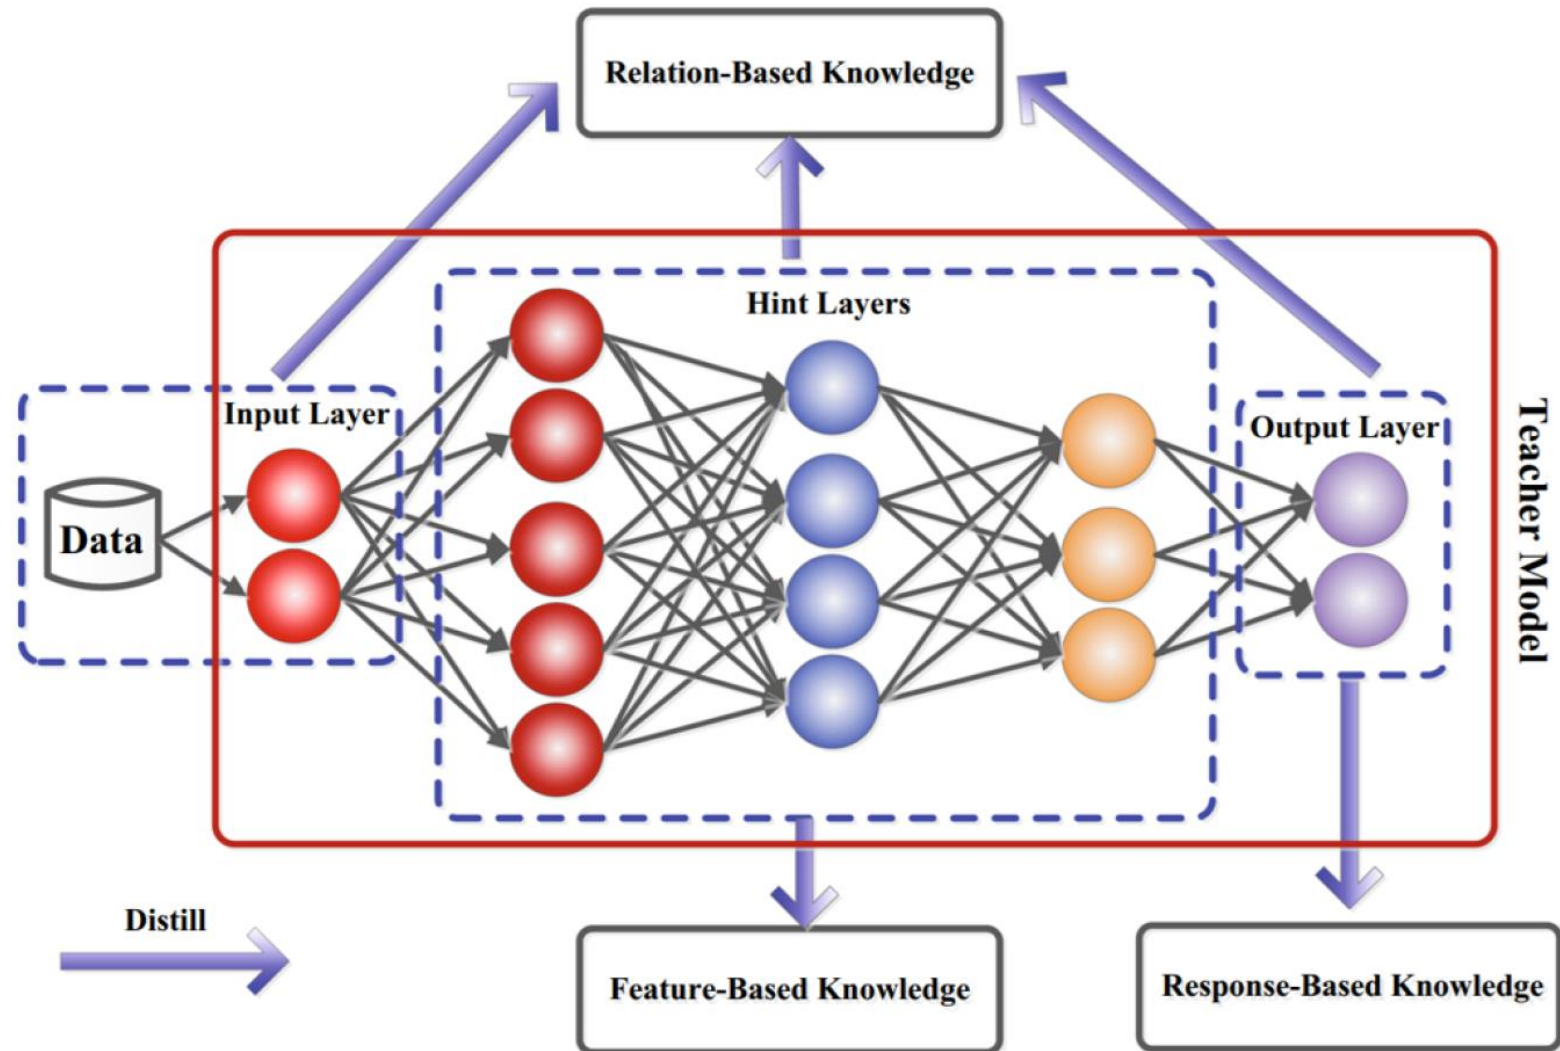 Relation-Based Knowledge
Hint Layers
Input Layer
Output Layer
Data
Teacher Model
Distill
Feature-Based Knowledge
Response-Based Knowledge